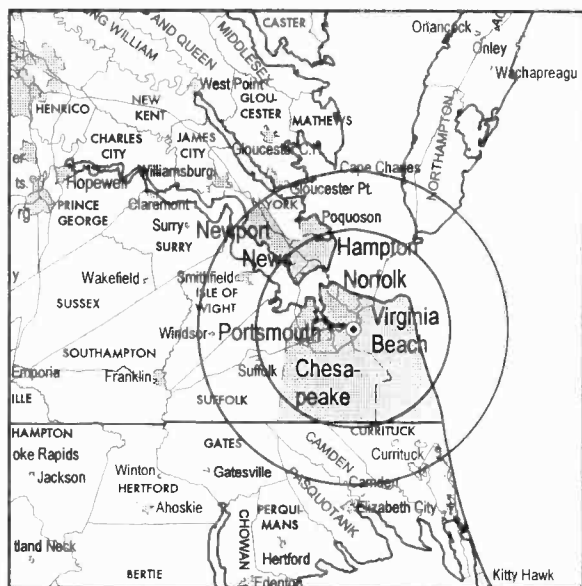 CASTER
Onancock
Onley
Wachapreague
KING WILLIAM
AND QUEEN
MIDDLESEX
West Point
HENRICO
NEW
KENT
GLOU-
CESTER
MATHEWS
CHARLES
CITY
JAMES
CITY
Gloucester C.H.
NORTHAMPTON
Cape Charles
Hopewell
Williamsburg
Gloucester Pt.
YORK
PRINCE
GEORGE
Claremont
Poquoson
Surry
SURRY
Newport
News
Hampton
Norfolk
Wakefield
Smithfield
ISLE OF
WIGHT
SUSSEX
Windsor
Portsmouth
Virginia
Beach
SOUTHAMPTON
Emporia
Franklin
Suffolk
Chesa-
peake
ILLE
SUFFOLK
HAMPTON
oke Rapids
Jackson
GATES
Gatesville
CAMDEN
CURRITUCK
Currituck
Winton
HERTFORD
Ahoskie
PASQUOTANK
Camden
Elizabeth City
PERQUI-
MANS
Hertford
CHOWAN
tland Neck
BERTIE
Edenton
Kitty Hawk